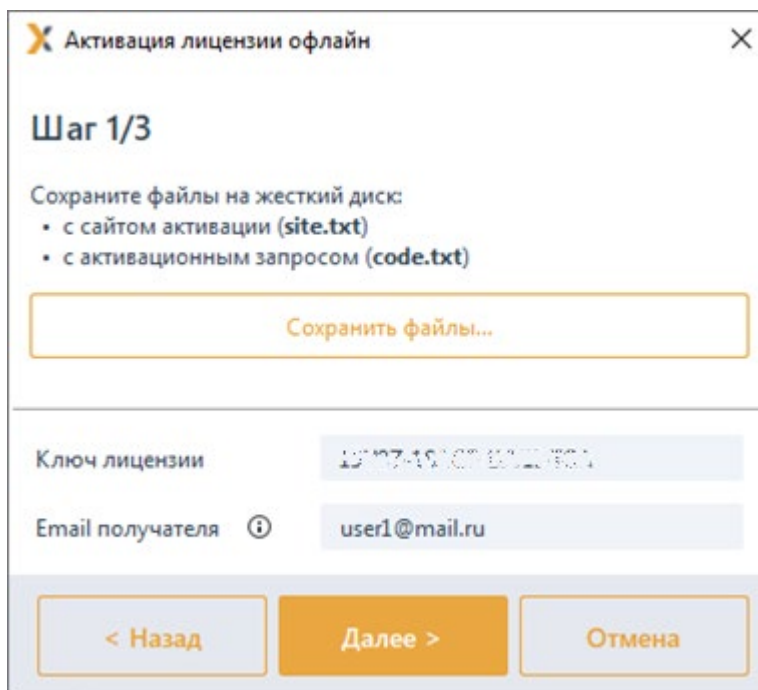 Активация лицензии офлайн
Шаг 1/3
Сохраните файлы на жесткий диск:
• с сайтом активации (site.txt)
• с активационным запросом (code.txt)
Сохранить файлы...
Ключ лицензии
Email получателя user1@mail.ru
< Назад Далее > Отмена